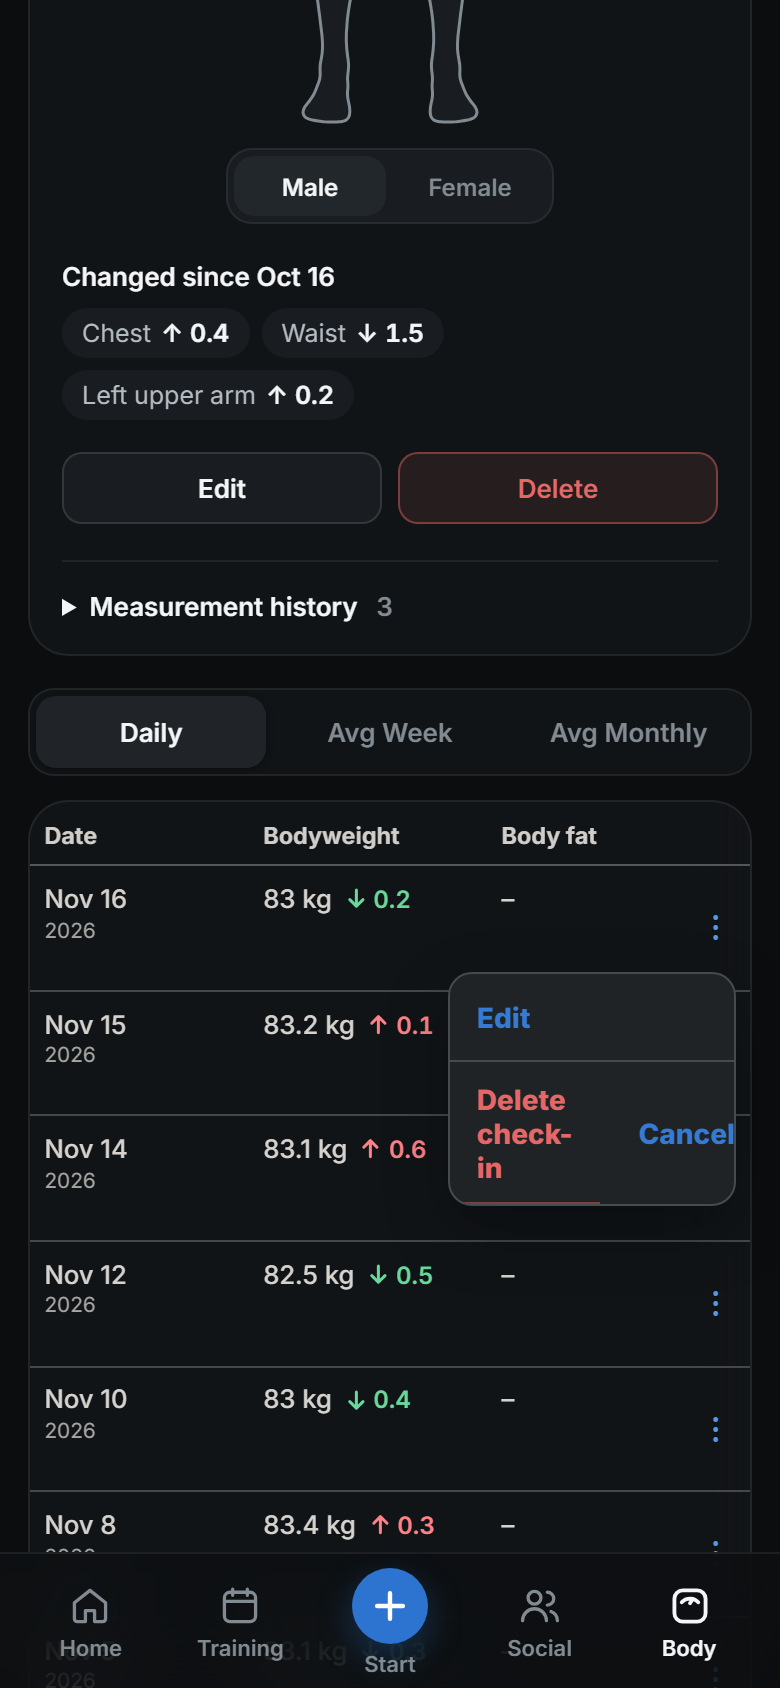 Male Female
Changed since Oct 16
Chest ↑ 0.4 Waist ↓ 1.5
Left upper arm ↑ 0.2
Edit Delete
▶ Measurement history 3
Daily Avg Week Avg Monthly
Date Bodyweight Body fat
Nov 16 83 kg ↓ 0.2 –
2026
Edit
Nov 15 83.2 kg ↑ 0.1
2026
Delete
check-
in
Cancel
Nov 14 83.1 kg ↑ 0.6
2026
Nov 12 82.5 kg ↓ 0.5 –
2026
Nov 10 83 kg ↓ 0.4 –
2026
Nov 8 83.4 kg ↑ 0.3 –
Home Training Start Social Body
2026